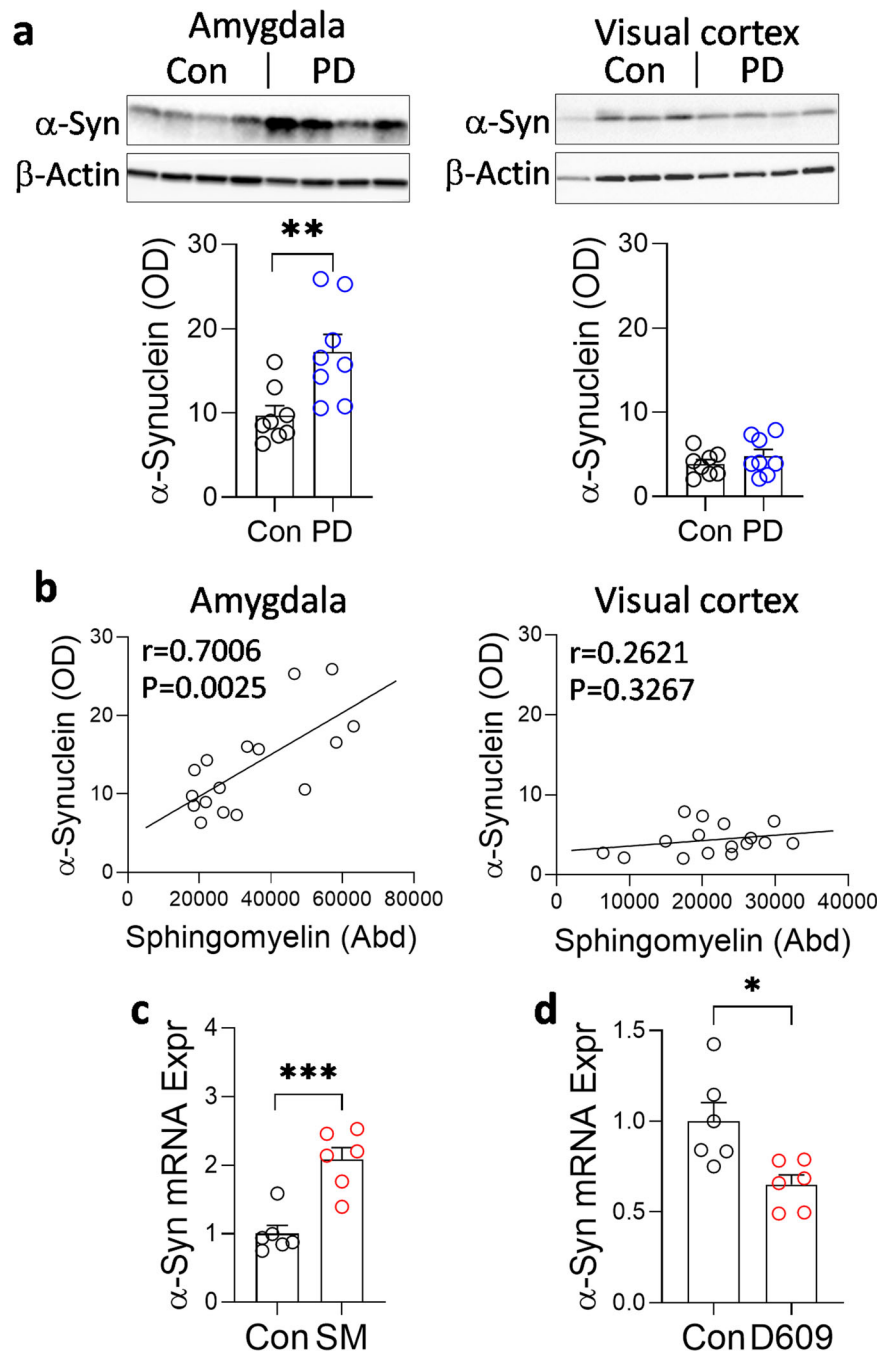 a
Amygdala
Con | PD
α-Syn
β-Actin
**
α-Synuclein (OD)
30
20
10
0
Con PD
Visual cortex
Con | PD
α-Syn
β-Actin
α-Synuclein (OD)
30
20
10
0
Con PD
b
Amygdala
r=0.7006
P=0.0025
α-Synuclein (OD)
30
20
10
0
0 20000 40000 60000 80000
Sphingomyelin (Abd)
Visual cortex
r=0.2621
P=0.3267
α-Synuclein (OD)
30
20
10
0
0 10000 20000 30000 40000
Sphingomyelin (Abd)
c
***
α-Syn mRNA Expr
4
3
2
1
0
Con SM
d
*
α-Syn mRNA Expr
1.5
1.0
0.5
0.0
Con D609